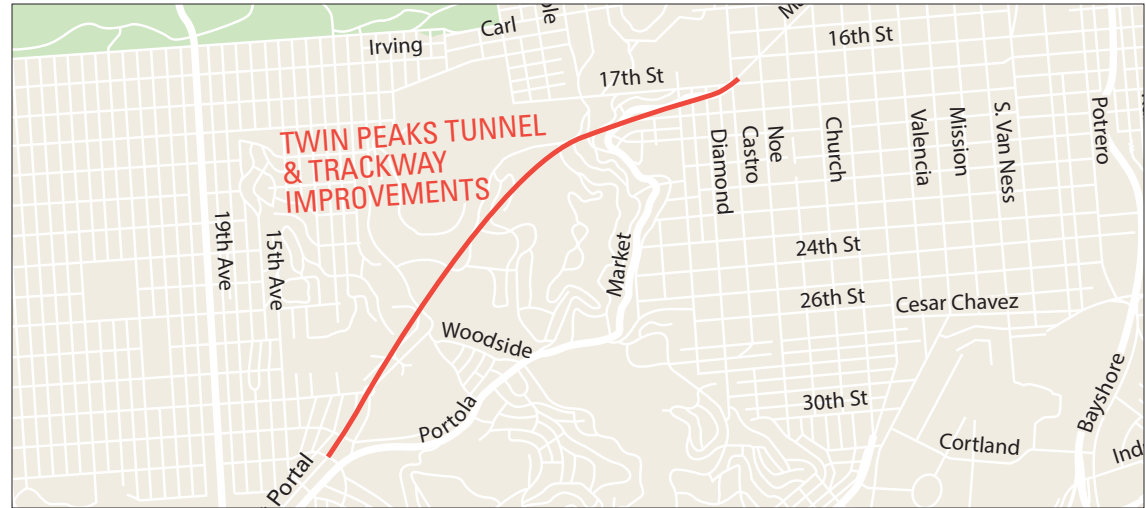 Irving
Carl
ole
16th St
17th St
TWIN PEAKS TUNNEL
& TRACKWAY
IMPROVEMENTS
Diamond
Castro
Noe
Church
Valencia
Mission
S. Van Ness
Potrero
19th Ave
15th Ave
Market
24th St
26th St
Cesar Chavez
Woodside
Portola
30th St
Cortland
Bayshore
Ind
Portal